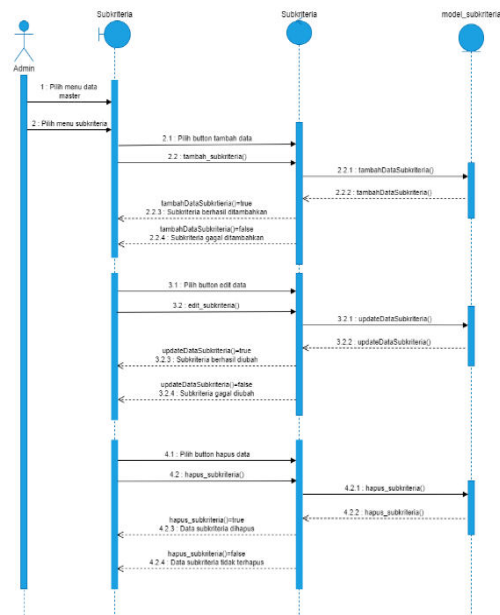 Subkriteria
Subkriteria
model_subkriteria
Admin
1 : Pilih menu data
master
2 : Pilih menu subkriteria
2.1 : Pilih button tambah data
2.2 : tambah_subkriteria()
2.2.1 : tambahDataSubkriteria()
2.2.2 : tambahDataSubkriteria()
tambahDataSubkrtieria()=true
2.2.3 : Subkriteria berhasil ditambahkan
tambahDataSubkriteria()=false
2.2.4 : Subkriteria gagal ditambahkan
3.1 : Pilih button edit data
3.2 : edit_subkriteria()
3.2.1 : updateDataSubkriteria()
3.2.2 : updateDataSubkriteria()
updateDataSubkriteria()=true
3.2.3 : Subkriteria berhasil diubah
updateDataSubkriteria()=false
3.2.4 : Subkriteria gagal diubah
4.1 : Pilih button hapus data
4.2 : hapus_subkriteria()
4.2.1 : hapus_subkriteria()
4.2.2 : hapus_subkriteria()
hapus_subkriteria()=true
4.2.3 : Data subkriteria dihapus
hapus_subkriteria()=false
4.2.4 : Data subkriteria tidak terhapus